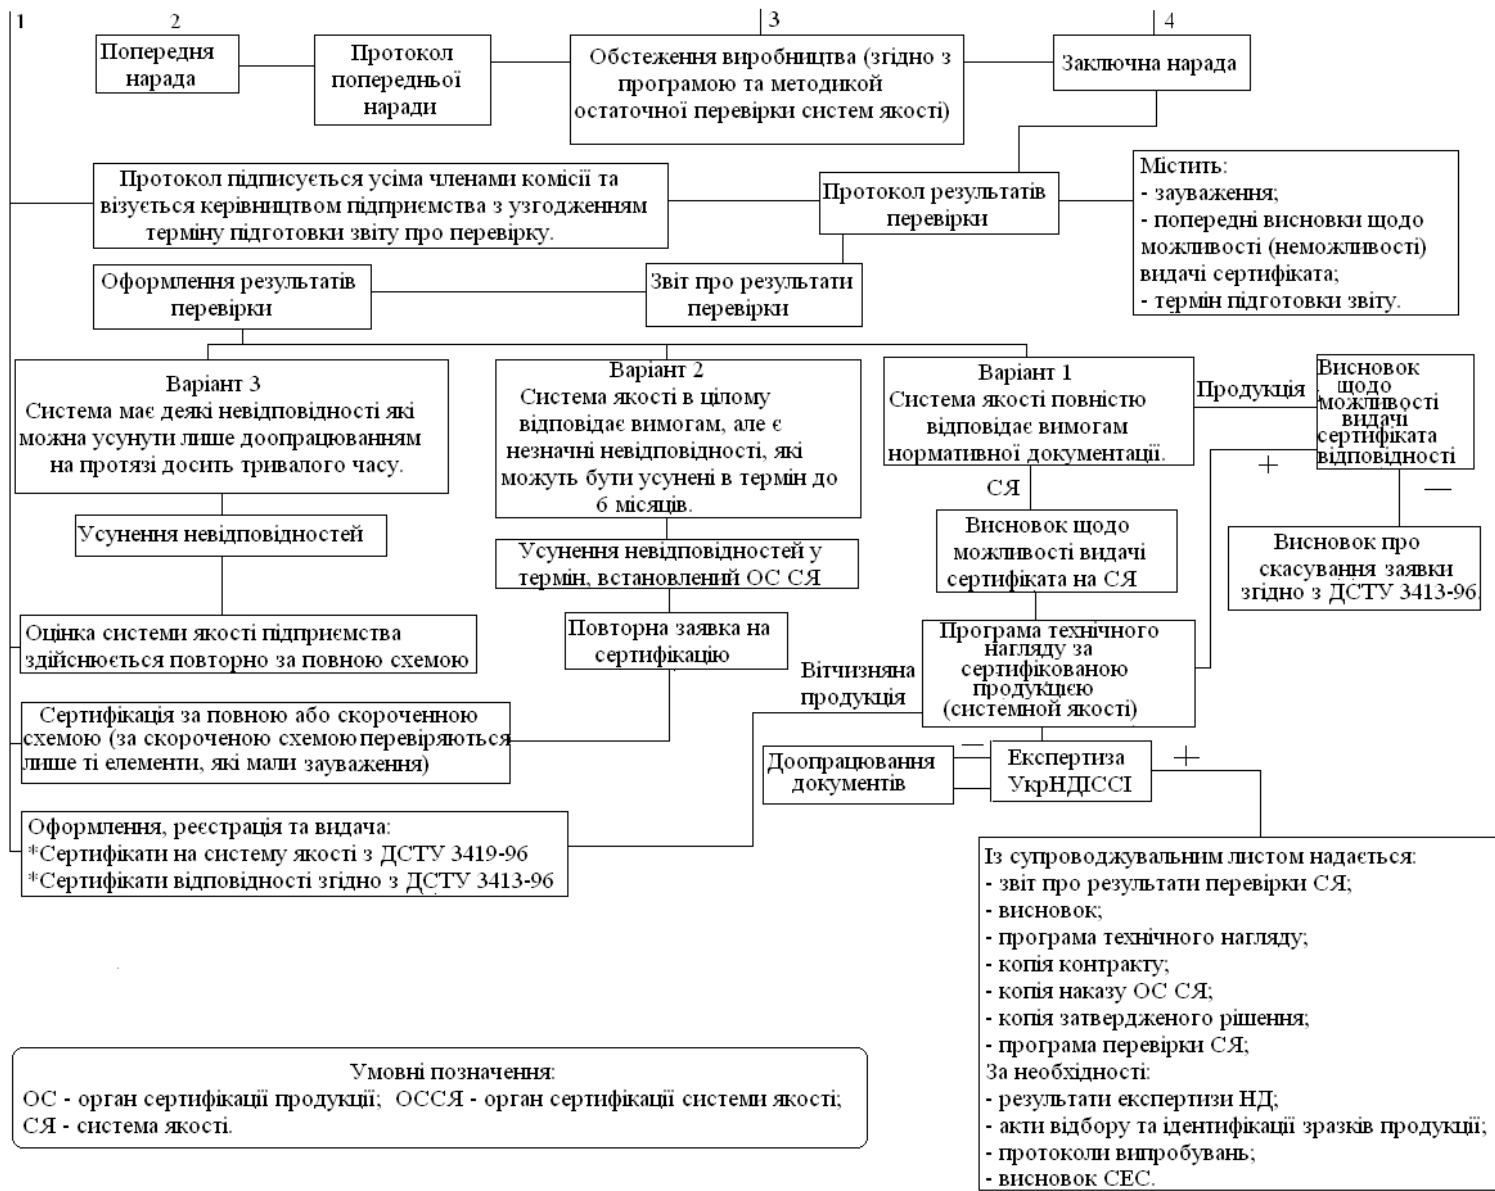 1
2
3
4
Попередня
нарада
Протокол
попередньої
наради
Обстеження виробництва (згідно з
програмою та методикой
остаточної перевірки систем якості)
Заключна нарада
Протокол підписується усіма членами комісії та
візується керівництвом підприємства з узгодженням
терміну підготовки звіту про перевірку.
Протокол результатів
перевірки
Містить:
- зауваження;
- попередні висновки щодо
можливості (неможливості)
видачі сертифіката;
- термін підготовки звіту.
Оформлення результатів
перевірки
Звіт про результати
перевірки
Варіант 3
Система має деякі невідповідності які
можна усунути лише доопрацюванням
на протязі досить тривалого часу.
Варіант 2
Система якості в цілому
відповідає вимогам, але є
незначні невідповідності, які
можуть бути усунені в термін до
6 місяців.
Варіант 1
Система якості повністю
відповідає вимогам
нормативної документації.
Продукція
Висновок
щодо
можливості
видачі
сертифіката
відповідності
+
—
СЯ
Усунення невідповідностей
Усунення невідповідностей у
термін, встановлений ОС СЯ
Висновок щодо
можливості видачі
сертифіката на СЯ
Висновок про
скасування заявки
згідно з ДСТУ 3413-96.
Оцінка системи якості підприємства
здійснюється повторно за повною схемою
Повторна заявка на
сертифікацію
Вітчизняна
продукція
Програма технічного
нагляду за
сертифікованою
продукцією
(системной якості)
Сертифікація за повною або скороченною
схемою (за скороченою схемою перевіряються
лише ті елементи, які мали зауваження)
Доопрацювання
документів
—
Експертиза
УкрНДІССІ
+
Оформлення, реєстрація та видача:
*Сертифікати на систему якості з ДСТУ 3419-96
*Сертифікати відповідності згідно з ДСТУ 3413-96
Із супроводжувальним листом надається:
- звіт про результати перевірки СЯ;
- висновок;
- програма технічного нагляду;
- копія контракту;
- копія наказу ОС СЯ;
- копія затвердженого рішення;
- програма перевірки СЯ;
За необхідності:
- результати експертизи НД;
- акти відбору та ідентифікації зразків продукції;
- протоколи випробувань;
- висновок СЕС.
Умовні позначення:
ОС - орган сертифікації продукції; ОССЯ - орган сертифікації системи якості;
СЯ - система якості.